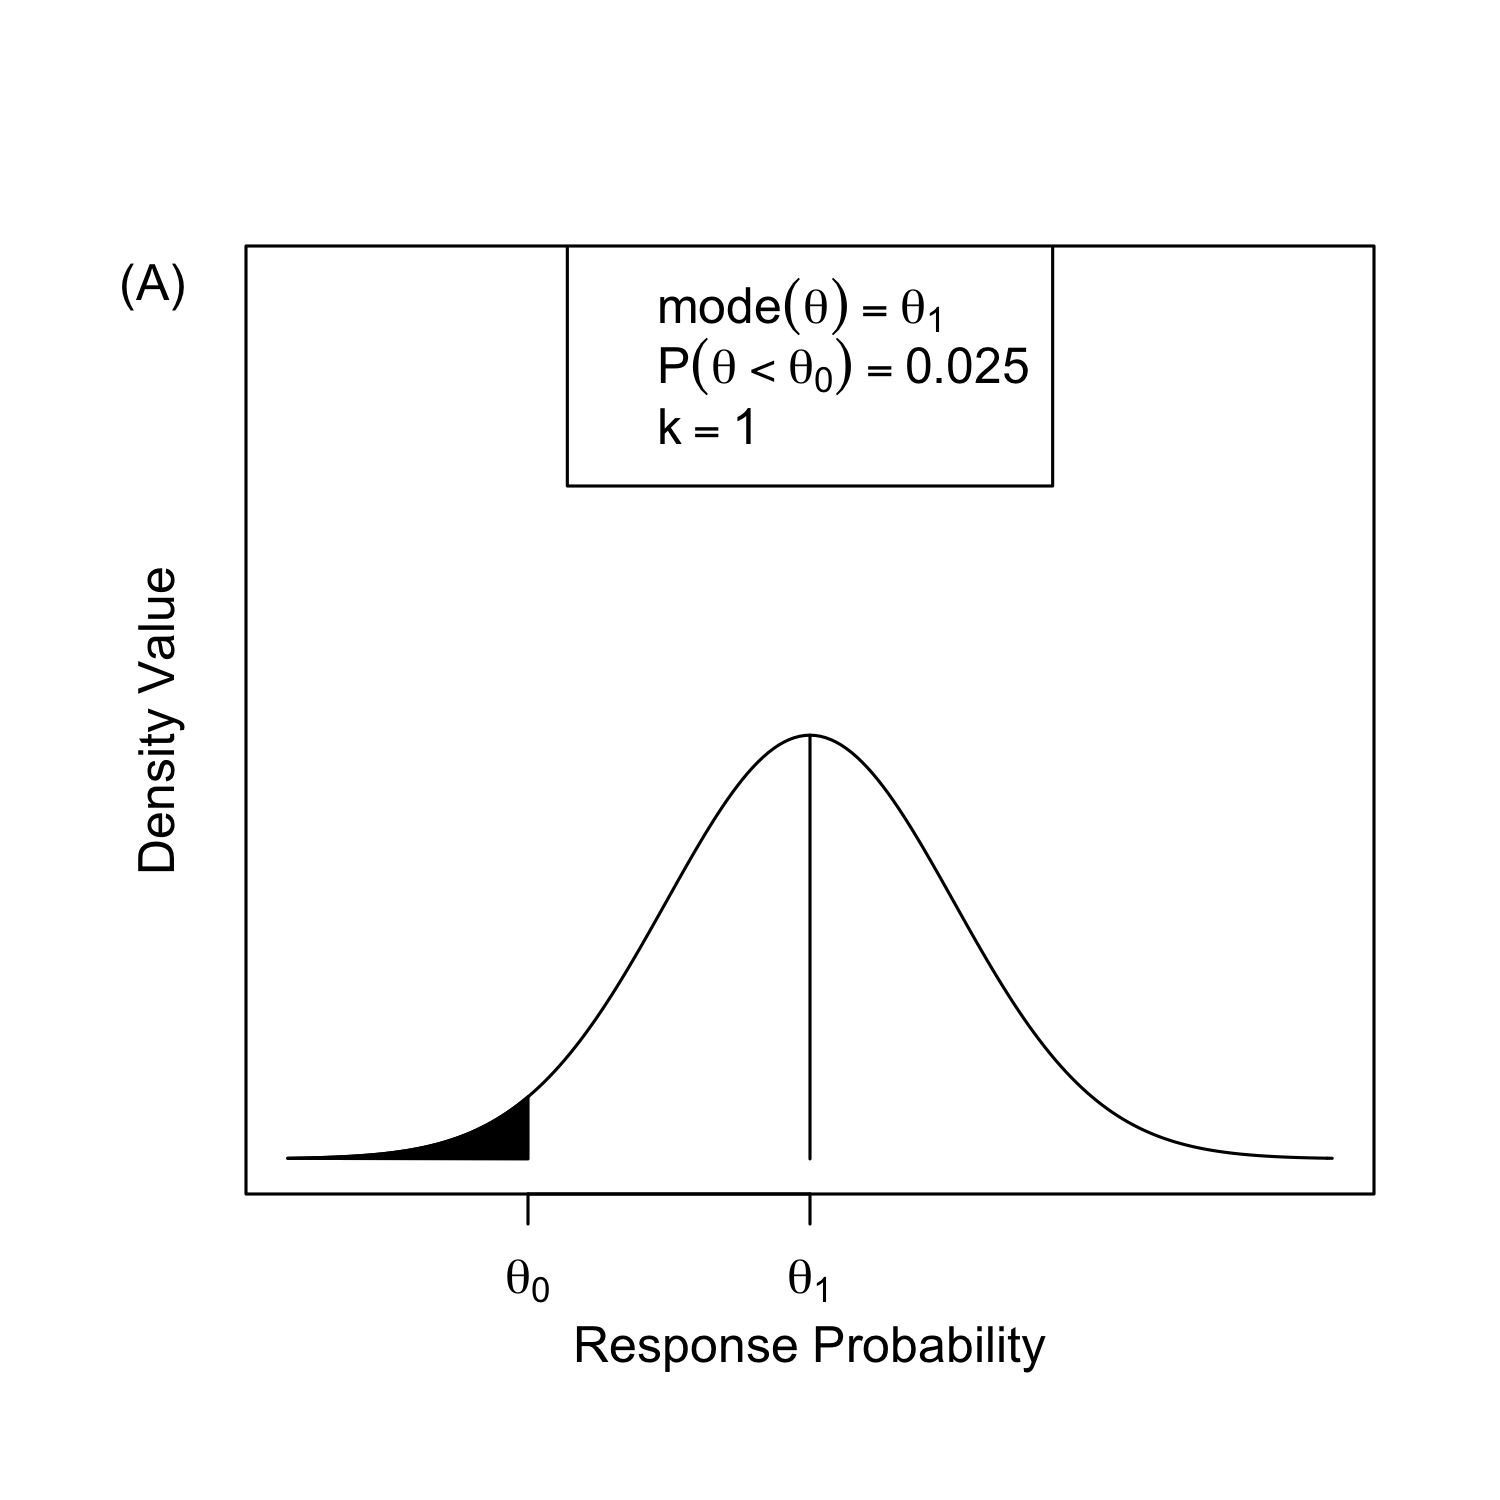 (A)
mode(θ) = θ₁
P(θ < θ₀) = 0.025
k = 1
Density Value
θ₀ θ₁
Response Probability